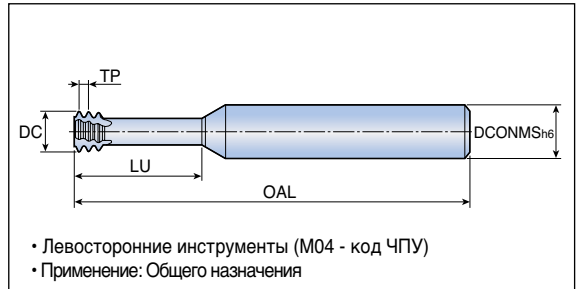 TP
DC
DCONMSh6
LU
OAL
• Левосторонние инструменты (M04 - код ЧПУ)
• Применение: Общего назначения